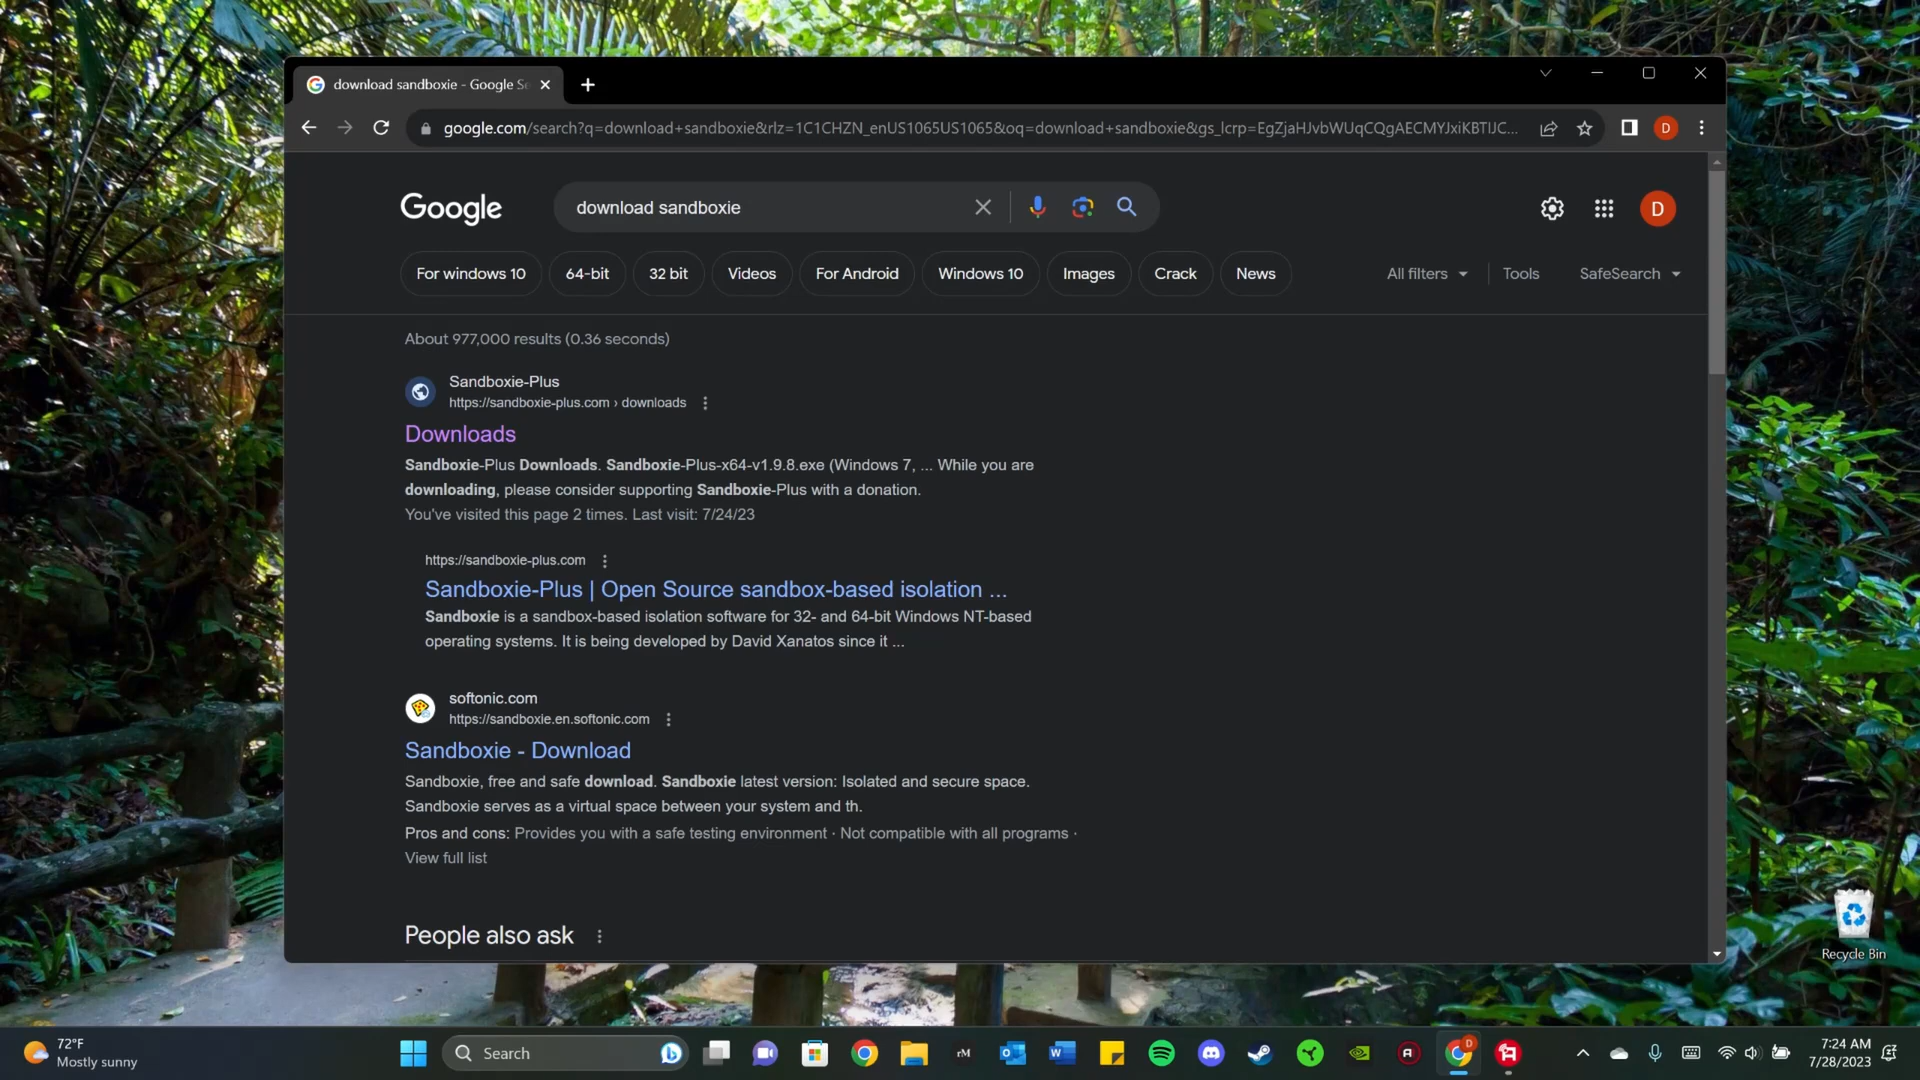 download sandboxie - Google Se
google.com/search?q=download+sandboxie&rlz=1C1CHZN_enUS1065US1065&oq=download+sandboxie&gs_lcrp=EgZjaHJvbWUqCQgAECMYJxiKBTIJC...
D
Google
download sandboxie
D
For windows 10
64-bit
32 bit
Videos
For Android
Windows 10
Images
Crack
News
All filters
Tools
SafeSearch
About 977,000 results (0.36 seconds)
Sandboxie-Plus
https://sandboxie-plus.com › downloads
Downloads
Sandboxie-Plus Downloads. Sandboxie-Plus-x64-v1.9.8.exe (Windows 7, ... While you are
downloading, please consider supporting Sandboxie-Plus with a donation.
You've visited this page 2 times. Last visit: 7/24/23
https://sandboxie-plus.com
Sandboxie-Plus | Open Source sandbox-based isolation ...
Sandboxie is a sandbox-based isolation software for 32- and 64-bit Windows NT-based
operating systems. It is being developed by David Xanatos since it ...
softonic.com
https://sandboxie.en.softonic.com
Sandboxie - Download
Sandboxie, free and safe download. Sandboxie latest version: Isolated and secure space.
Sandboxie serves as a virtual space between your system and th.
Pros and cons: Provides you with a safe testing environment · Not compatible with all programs ·
View full list
People also ask
Recycle Bin
72°F
Mostly sunny
Search
rM
D
7:24 AM
7/28/2023